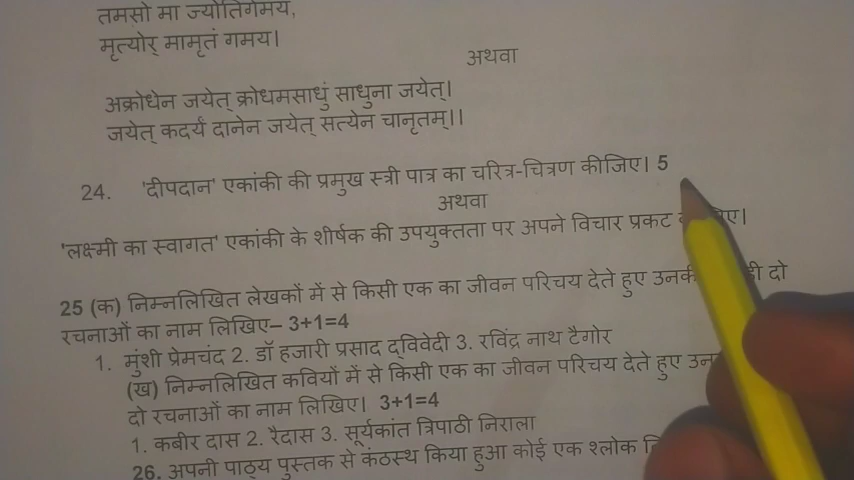 तमसो मा ज्योतिर्गमय,
मृत्योर् मामृतं गमय।
अथवा
अक्रोधेन जयेत् क्रोधमसाधुं साधुना जयेत्।
जयेत् कदर्यं दानेन जयेत् सत्येन चानृतम्।।
24. 'दीपदान' एकांकी की प्रमुख स्त्री पात्र का चरित्र-चित्रण कीजिए। 5
अथवा
'लक्ष्मी का स्वागत' एकांकी के शीर्षक की उपयुक्तता पर अपने विचार प्रकट
25 (क) निम्नलिखित लेखकों में से किसी एक का जीवन परिचय देते हुए दो
रचनाओं का नाम लिखिए– 3+1=4
1. मुंशी प्रेमचंद 2. डॉ हजारी प्रसाद द्विवेदी 3. रविंद्र नाथ टैगोर
(ख) निम्नलिखित कवियों में से किसी एक का जीवन परिचय देते हुए
दो रचनाओं का नाम लिखिए। 3+1=4
1. कबीर दास 2. रैदास 3. सूर्यकांत त्रिपाठी निराला
26. अपनी पाठ्य पुस्तक से कंठस्थ किया हुआ कोई एक श्लोक